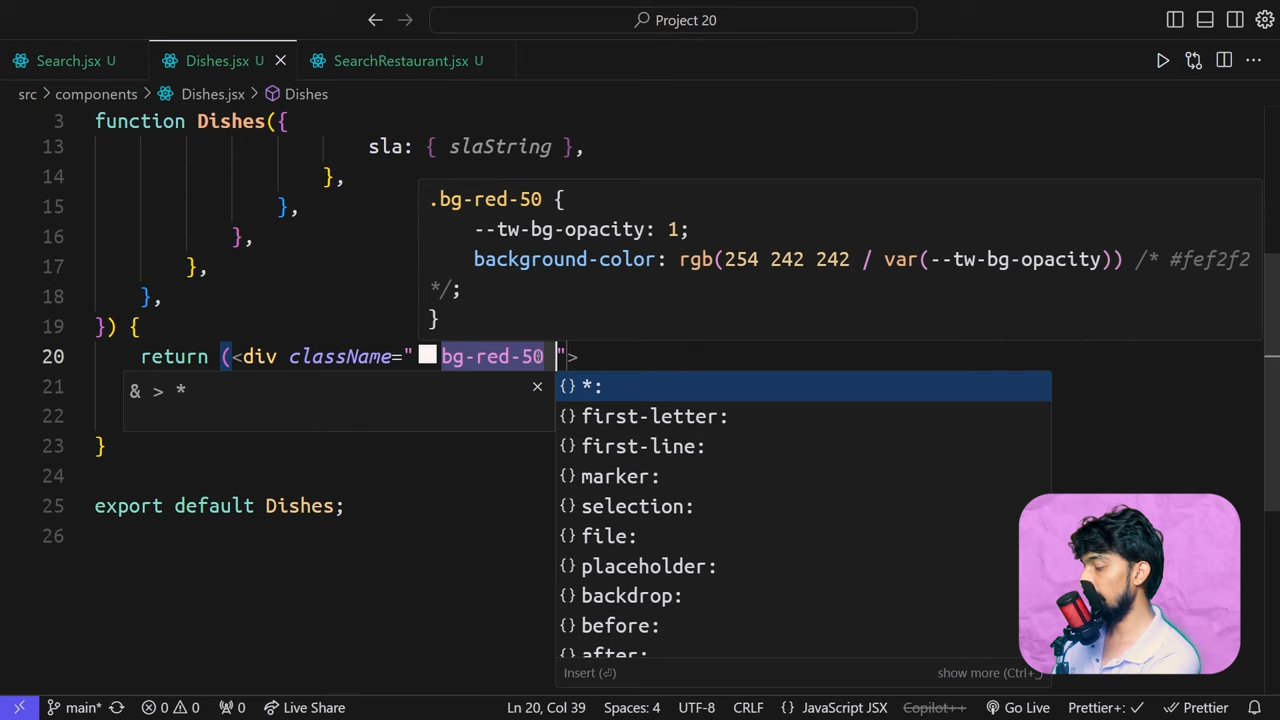 Project 20
Search.jsx U
Dishes.jsx U
SearchRestaurant.jsx U
src > components > Dishes.jsx > Dishes
3 function Dishes({
13 sla: { slaString },
14 },
15 },
16 },
17 },
18 },
19 }) {
20 return (<div className="bg-red-50 ">
21
22
23 }
24
25 export default Dishes;
26
.bg-red-50 {
--tw-bg-opacity: 1;
background-color: rgb(254 242 242 / var(--tw-bg-opacity)) /* #fef2f2
*/;
}
& > *
{} *:
{} first-letter:
{} first-line:
{} marker:
{} selection:
{} file:
{} placeholder:
{} backdrop:
{} before:
{} after:
Insert (⏎) show more (Ctrl+
main* 0 0 0 Live Share Ln 20, Col 39 Spaces: 4 UTF-8 CRLF {} JavaScript JSX Copilot++ Go Live Prettier+: Prettier